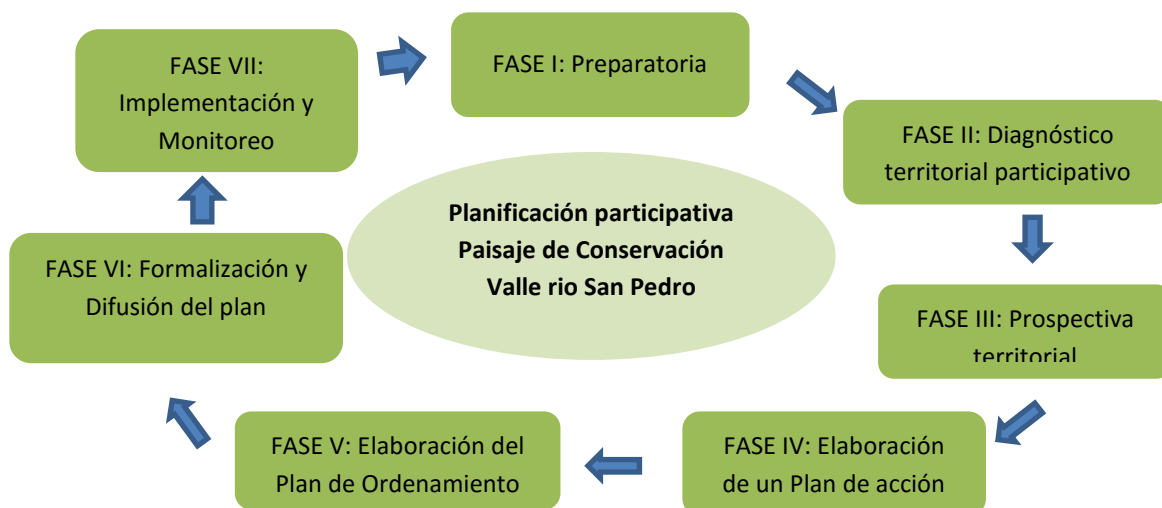 FASE VII:
Implementación y
Monitoreo
FASE I: Preparatoria
FASE II: Diagnóstico
territorial participativo
Planificación participativa
Paisaje de Conservación
Valle rio San Pedro
FASE VI: Formalización y
Difusión del plan
FASE III: Prospectiva
territorial
FASE V: Elaboración del
Plan de Ordenamiento
FASE IV: Elaboración
de un Plan de acción